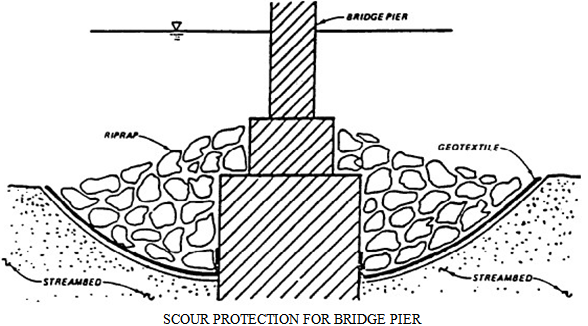 BRIDGE PIER
RIPRAP
GEOTEXTILE
STREAMBED
STREAMBED
SCOUR PROTECTION FOR BRIDGE PIER